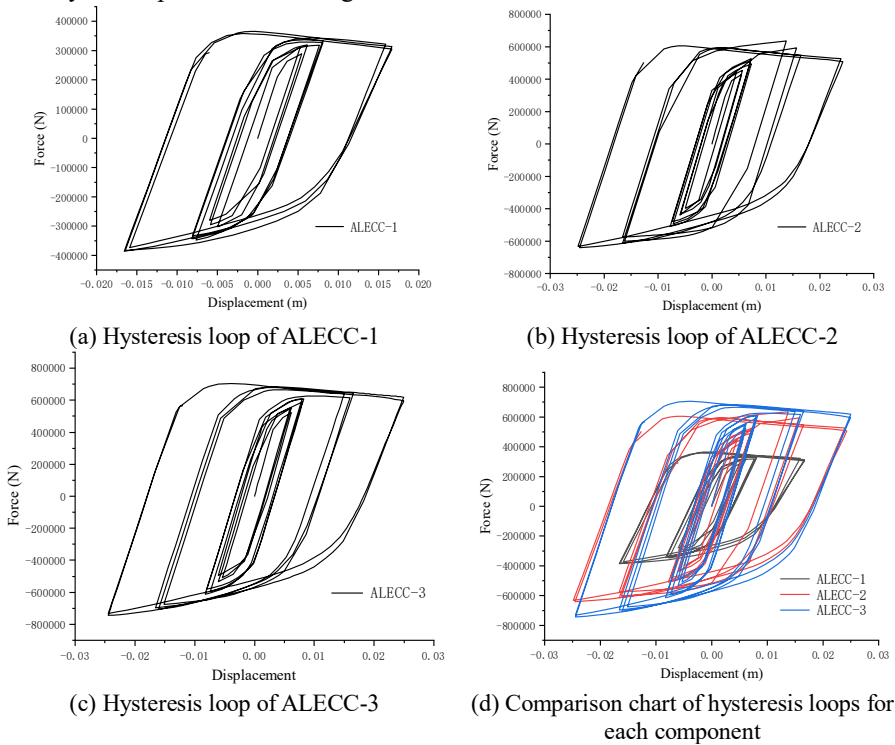 450000
400000
300000
200000
100000
0
-100000
-200000
-300000
-400000
Force (N)
ALECC-1
-0.020 -0.015 -0.010 -0.005 0.000 0.005 0.010 0.015 0.020
Displacement (m)
(a) Hysteresis loop of ALECC-1
800000
600000
400000
200000
0
-200000
-400000
-600000
-800000
Force (N)
ALECC-2
-0.03 -0.02 -0.01 0.00 0.01 0.02 0.03
Displacement (m)
(b) Hysteresis loop of ALECC-2
800000
600000
400000
200000
0
-200000
-400000
-600000
-800000
Force (N)
ALECC-3
-0.03 -0.02 -0.01 0.00 0.01 0.02 0.03
Displacement
(c) Hysteresis loop of ALECC-3
800000
600000
400000
200000
0
-200000
-400000
-600000
-800000
Force (N)
ALECC-1
ALECC-2
ALECC-3
-0.03 -0.02 -0.01 0.00 0.01 0.02 0.03
Displacement (m)
(d) Comparison chart of hysteresis loops for
each component